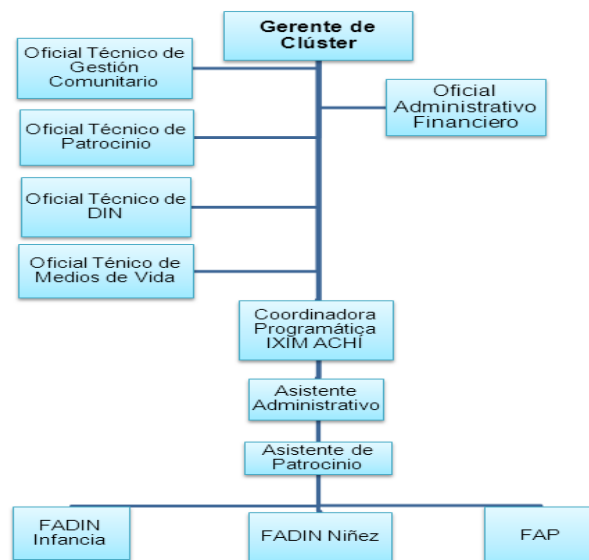 Gerente de
Clúster
Oficial Técnico de
Gestión
Comunitario
Oficial
Administrativo
Financiero
Oficial Técnico de
Patrocinio
Oficial Técnico de
DIN
Oficial Ténico de
Medios de Vida
Coordinadora
Programática
IXIM ACHÍ
Asistente
Administrativo
Asistente de
Patrocinio
FADIN
Infancia
FADIN Niñez
FAP